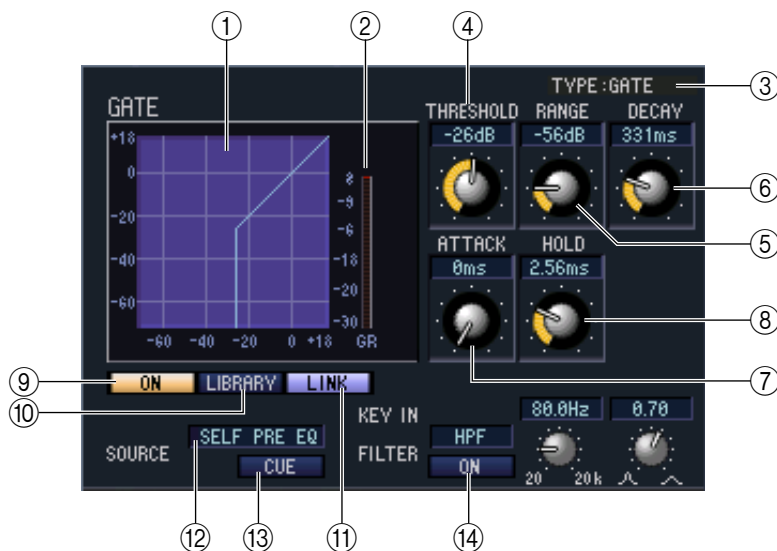 ① ② ④
TYPE:GATE ③
GATE
THRESHOLD RANGE DECAY
-26dB -56dB 331ms
+18
0
-20
-40
-60
-60 -40 -20 0 +18
-9
-6
-18
-20
-30
GR
⑥
⑤
ATTACK HOLD
0ms 2.56ms
⑧
⑦
⑨ ON LIBRARY LINK
⑩
⑪
KEY IN
FILTER
HPF
ON
80.0Hz 0.70
20 20k
SOURCE
SELF PRE EQ
CUE
⑫ ⑬ ⑭